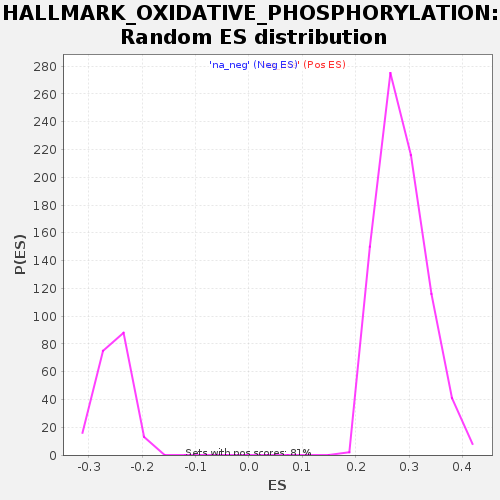 HALLMARK_OXIDATIVE_PHOSPHORYLATION:
Random ES distribution
'na_neg' (Neg ES)' (Pos ES)
280
260
240
220
200
180
160
140
120
100
80
60
40
20
0
P(ES)
Sets with pos scores: 81%
-0.3 -0.2 -0.1 0.0 0.1 0.2 0.3 0.4
ES